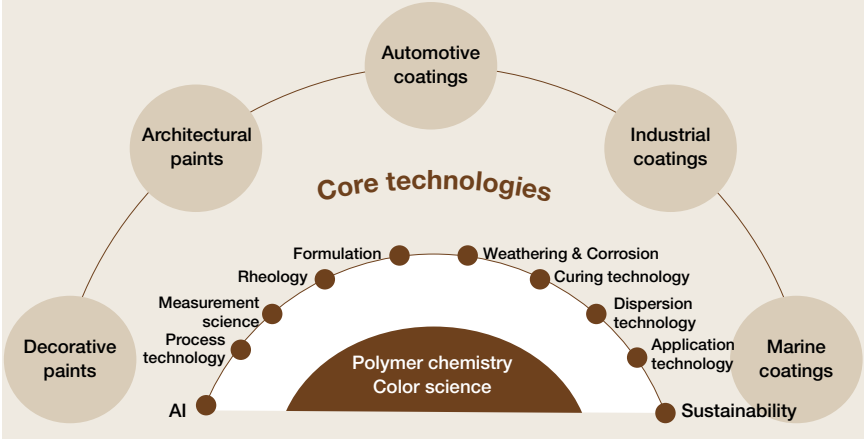 Automotive
coatings
Architectural
paints
Industrial
coatings
Core technologies
Formulation
Weathering & Corrosion
Rheology
Curing technology
Measurement
science
Dispersion
technology
Process
technology
Application
technology
Decorative
paints
Polymer chemistry
Color science
Marine
coatings
AI
Sustainability